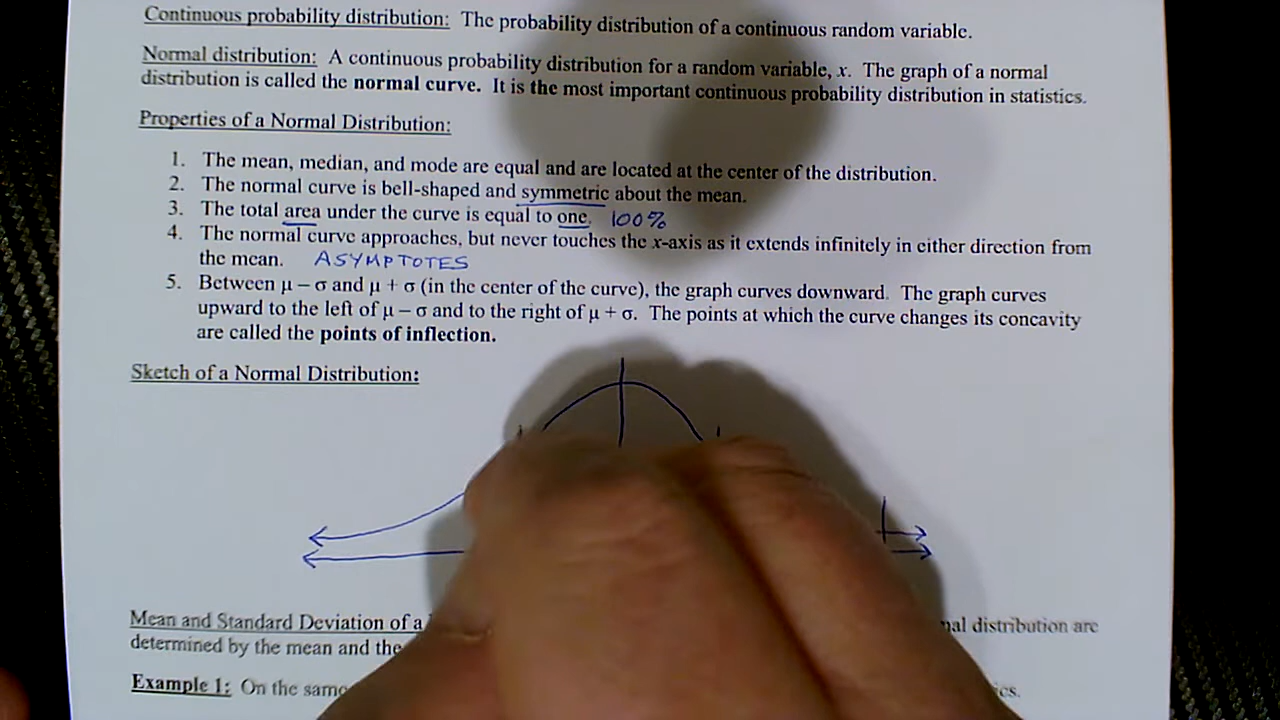 Continuous probability distribution: The probability distribution of a continuous random variable.
Normal distribution: A continuous probability distribution for a random variable, x. The graph of a normal
distribution is called the normal curve. It is the most important continuous probability distribution in statistics.
Properties of a Normal Distribution:
1. The mean, median, and mode are equal and are located at the center of the distribution.
2. The normal curve is bell-shaped and symmetric about the mean.
3. The total area under the curve is equal to one. 100%
4. The normal curve approaches, but never touches the x-axis as it extends infinitely in either direction from
the mean. ASYMPTOTES
5. Between μ – σ and μ + σ (in the center of the curve), the graph curves downward. The graph curves
upward to the left of μ – σ and to the right of μ + σ. The points at which the curve changes its concavity
are called the points of inflection.
Sketch of a Normal Distribution:
Mean and Standard Deviation of a distribution are
determined by the mean and the
Example 1: On the same